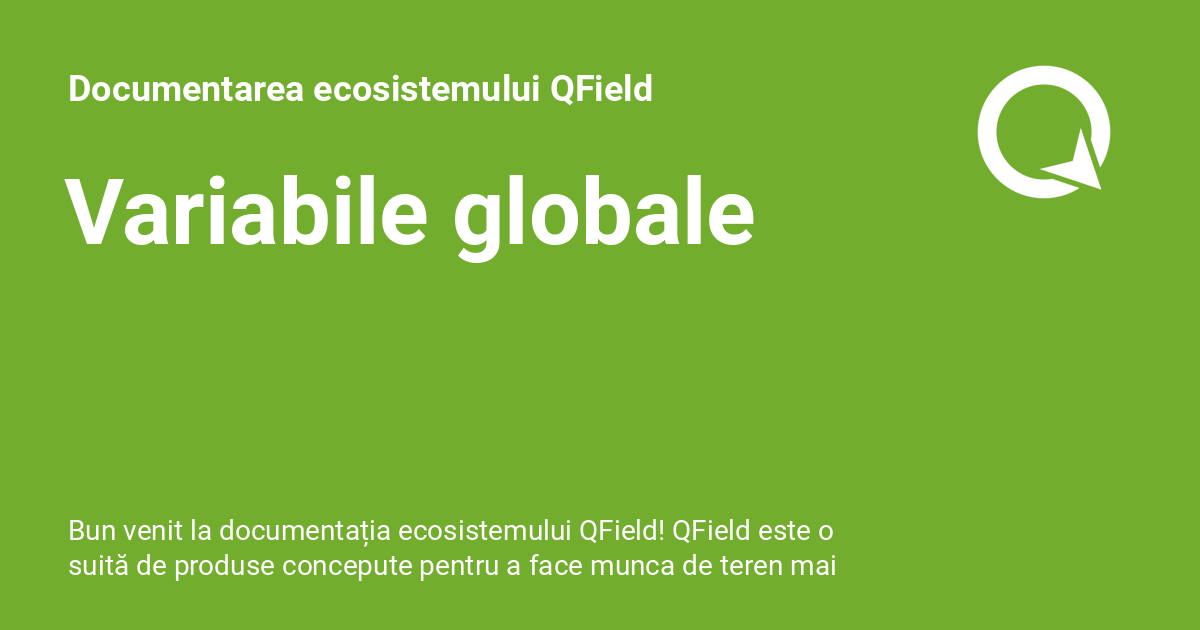 Documentarea ecosistemului QField
Variabile globale
Bun venit la documentația ecosistemului QField! QField este o
suită de produse concepute pentru a face munca de teren mai